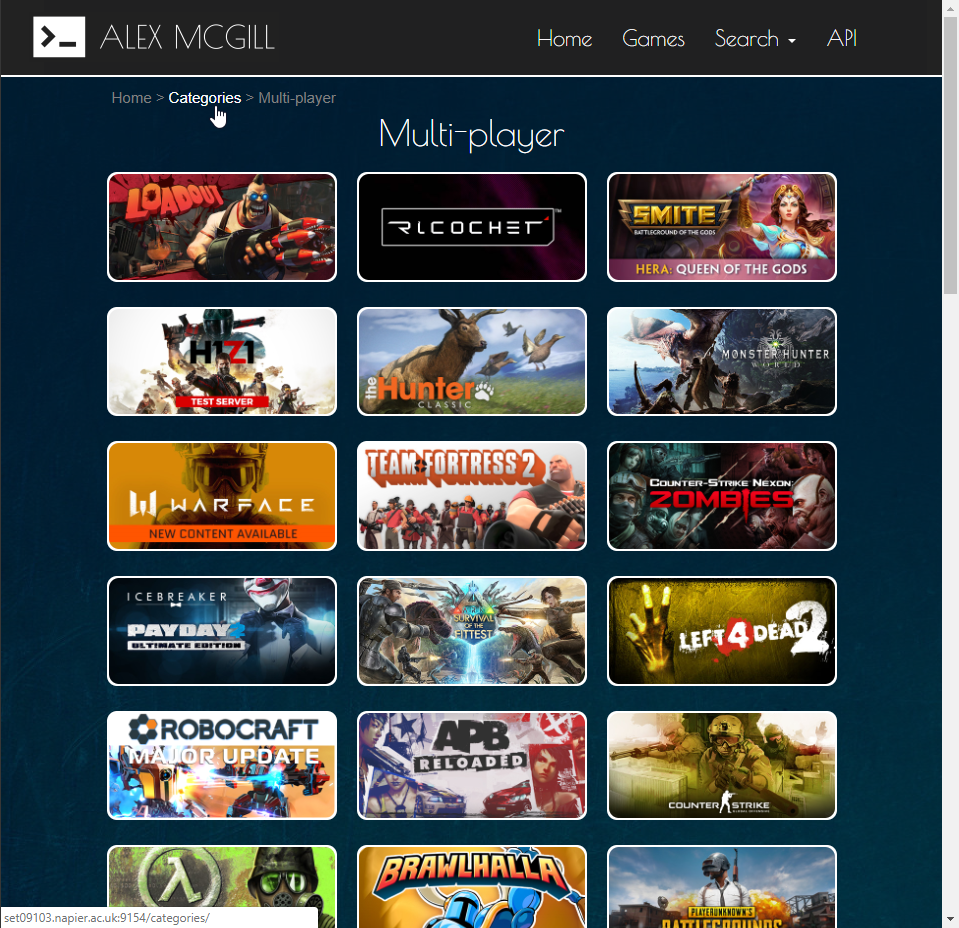 >_ ALEX MCGILL Home Games Search API
Home > Categories > Multi-player
Multi-player
LOADOUT
RICOCHET™
SMITE
BATTLEGROUND OF THE GODS
HERA: QUEEN OF THE GODS
H1Z1
TEST SERVER
the Hunter
CLASSIC
MONSTER HUNTER
WORLD
WARFACE
NEW CONTENT AVAILABLE
TEAM FORTRESS 2
COUNTER-STRIKE NEXON:
ZOMBIES
ICEBREAKER
PAYDAY 2
ULTIMATE EDITION
SURVIVAL
OF THE
FITTEST
LEFT 4 DEAD 2
ROBOCRAFT
MAJOR UPDATE
APB
RELOADED
COUNTER STRIKE
BRAWLHALLA
PLAYERUNKNOWN'S
BATTLEGROUNDS
set09103.napier.ac.uk:9154/categories/